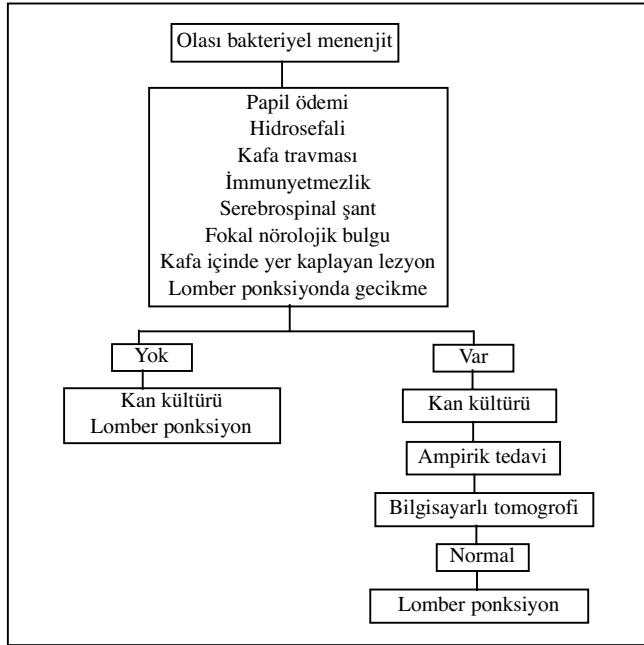 Olası bakteriyel menenjit
Papil ödemi
Hidrosefali
Kafa travması
İmmunyetmezlik
Serebrospinal şant
Fokal nörolojik bulgu
Kafa içinde yer kaplayan lezyon
Lomber ponksiyonda gecikme
Yok
Kan kültürü
Lomber ponksiyon
Var
Kan kültürü
Ampirik tedavi
Bilgisayarlı tomogrofi
Normal
Lomber ponksiyon